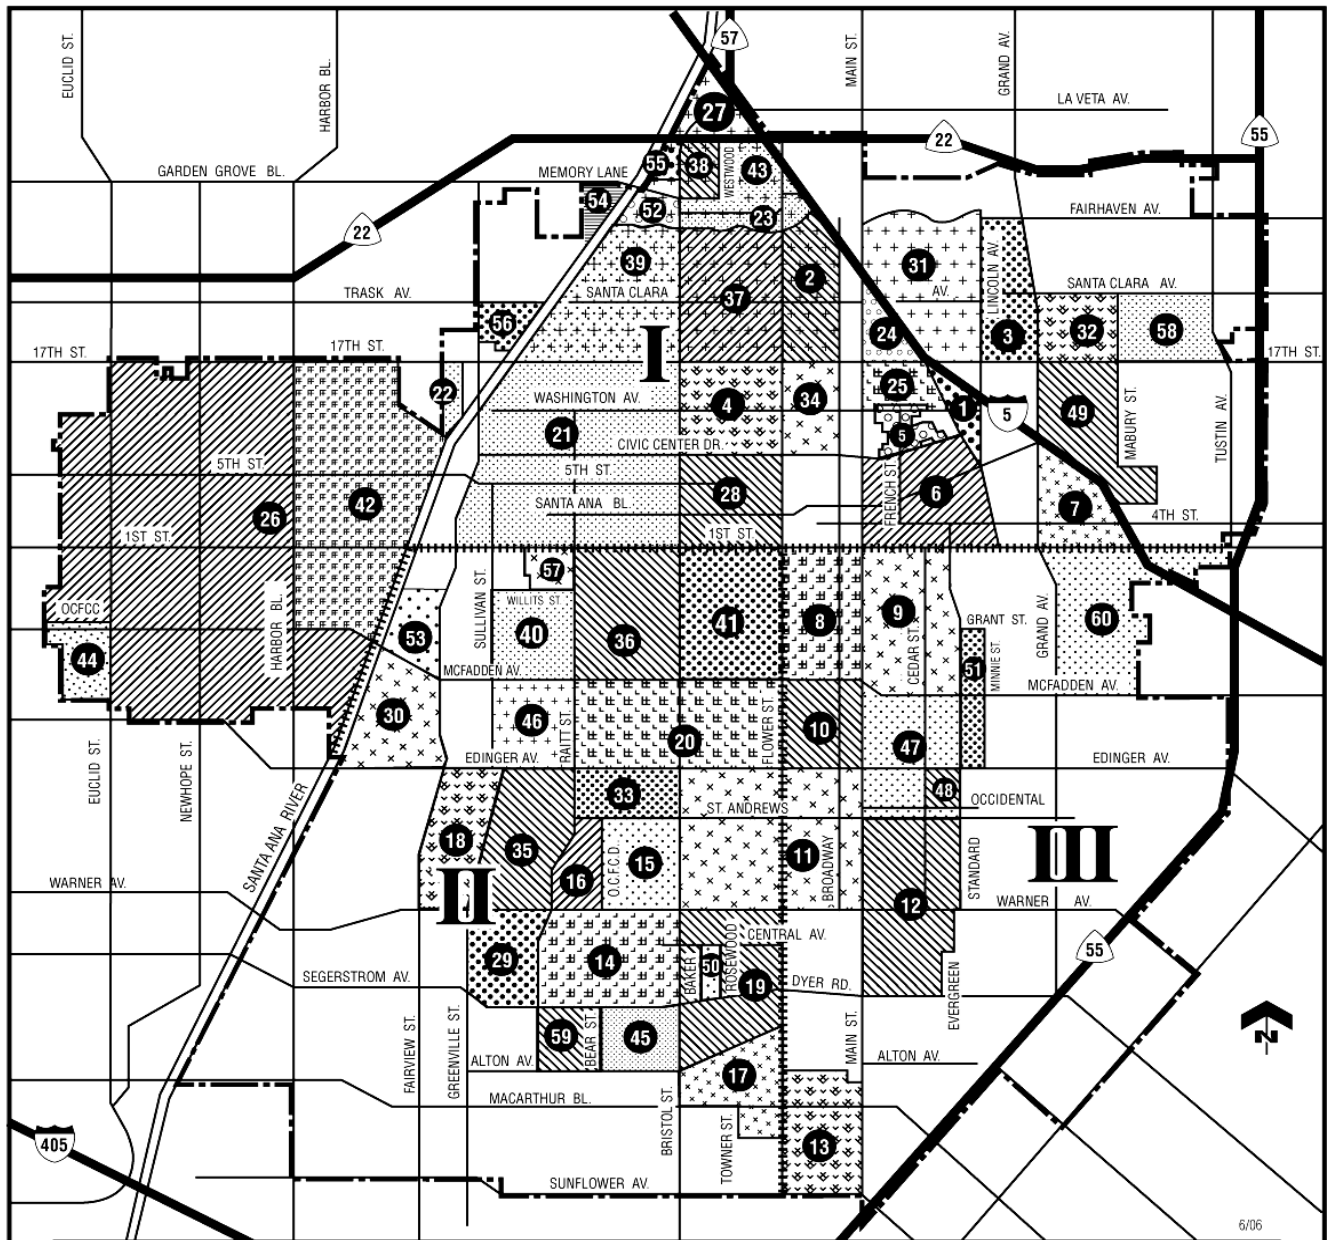 57
EUCLID ST.
HARBOR BL.
MAIN ST.
GRAND AV.
LA VETA AV.
27
22
55
GARDEN GROVE BL.
MEMORY LANE
55
38
WESTWOOD
43
54
52
23
FAIRHAVEN AV.
22
39
2
31
LINCOLN AV.
TRASK AV.
SANTA CLARA
37
AV.
SANTA CLARA AV.
56
I
24
3
32
58
17TH ST.
17TH ST.
17TH ST.
22
WASHINGTON AV.
4
34
25
1
5
49
MABURY ST.
TUSTIN AV.
21
CIVIC CENTER DR.
5
5TH ST.
5TH ST.
26
42
SANTA ANA BL.
28
FRENCH ST.
6
7
4TH ST.
1ST ST.
1ST ST.
57
OCFCC
HARBOR BL.
SULLIVAN ST.
WILLITS ST.
53
40
36
41
8
9
CEDAR ST.
GRANT ST.
GRAND AV.
60
44
MCFADDEN AV.
51
MINNIE ST.
MCFADDEN AV.
30
46
RAITT ST.
20
FLOWER ST.
10
47
EUCLID ST.
NEWHOPE ST.
EDINGER AV.
EDINGER AV.
33
48
SANTA ANA RIVER
ST. ANDREWS
OCCIDENTAL
18
35
16
O.C.F.C.D.
15
11
BROADWAY
STANDARD
III
WARNER AV.
II
12
WARNER AV.
29
14
CENTRAL AV.
BAKER
50
ROSEWOOD
19
DYER RD.
55
SEGERSTROM AV.
EVERGREEN
FAIRVIEW ST.
GREENVILLE ST.
59
BEAR ST.
45
MAIN ST.
N
ALTON AV.
17
ALTON AV.
MACARTHUR BL.
BRISTOL ST.
TOWNER ST.
13
405
SUNFLOWER AV.
6/06